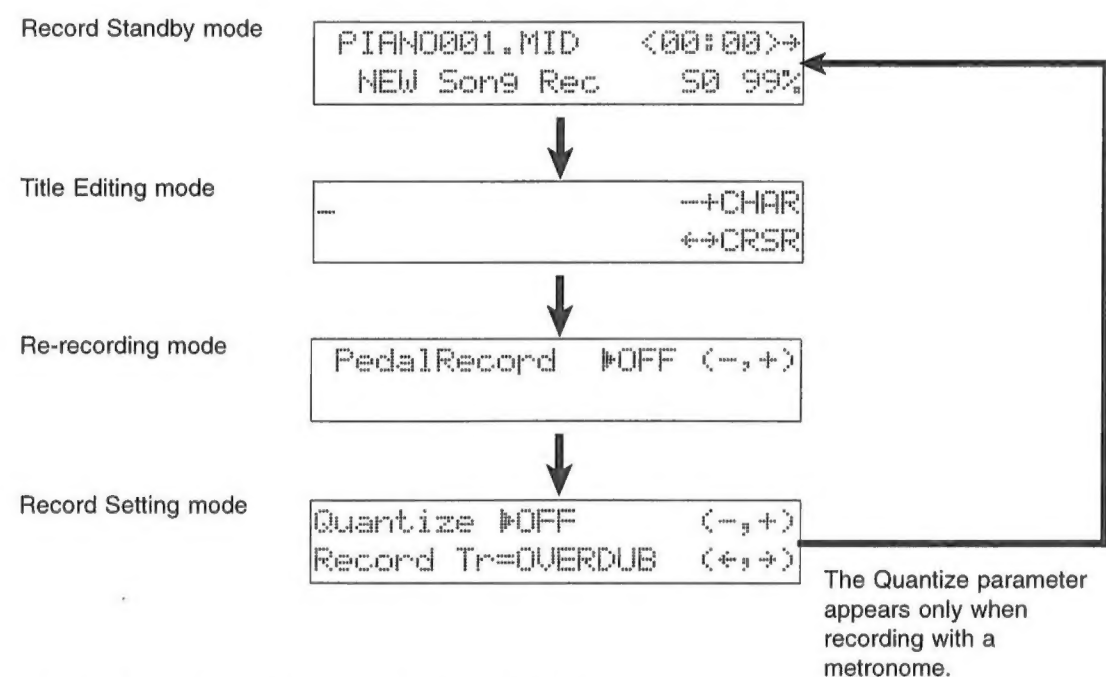 Record Standby mode
PIANO001.MID <00:00>→
NEW Song Rec S0 99%
Title Editing mode
_ −+CHAR
←→CRSR
Re-recording mode
PedalRecord ▶OFF (−,+)
Record Setting mode
Quantize ▶OFF (−,+)
Record Tr=OVERDUB (←,→)
The Quantize parameter
appears only when
recording with a
metronome.